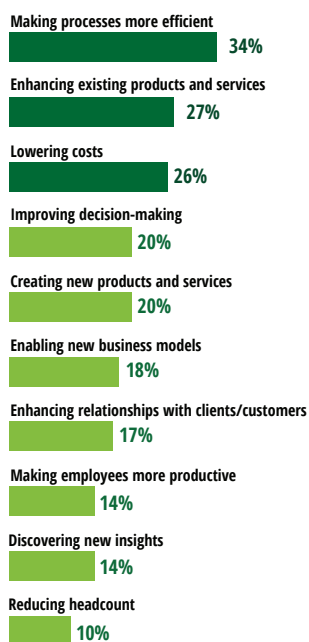 Making processes more efficient
34%
Enhancing existing products and services
27%
Lowering costs
26%
Improving decision-making
20%
Creating new products and services
20%
Enabling new business models
18%
Enhancing relationships with clients/customers
17%
Making employees more productive
14%
Discovering new insights
14%
Reducing headcount
10%